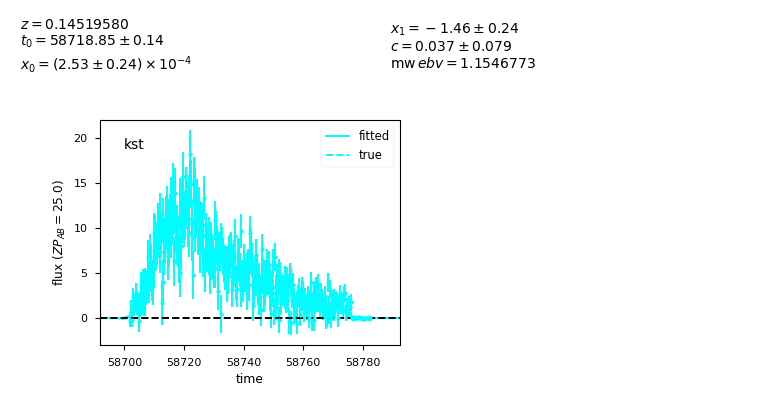 z = 0.14519580
t0 = 58718.85 ± 0.14
x0 = (2.53 ± 0.24) × 10^−4
x1 = −1.46 ± 0.24
c = 0.037 ± 0.079
mw ebv = 1.1546773
kst
fitted
true
20
15
10
5
0
flux (ZP_AB = 25.0)
58700 58720 58740 58760 58780
time